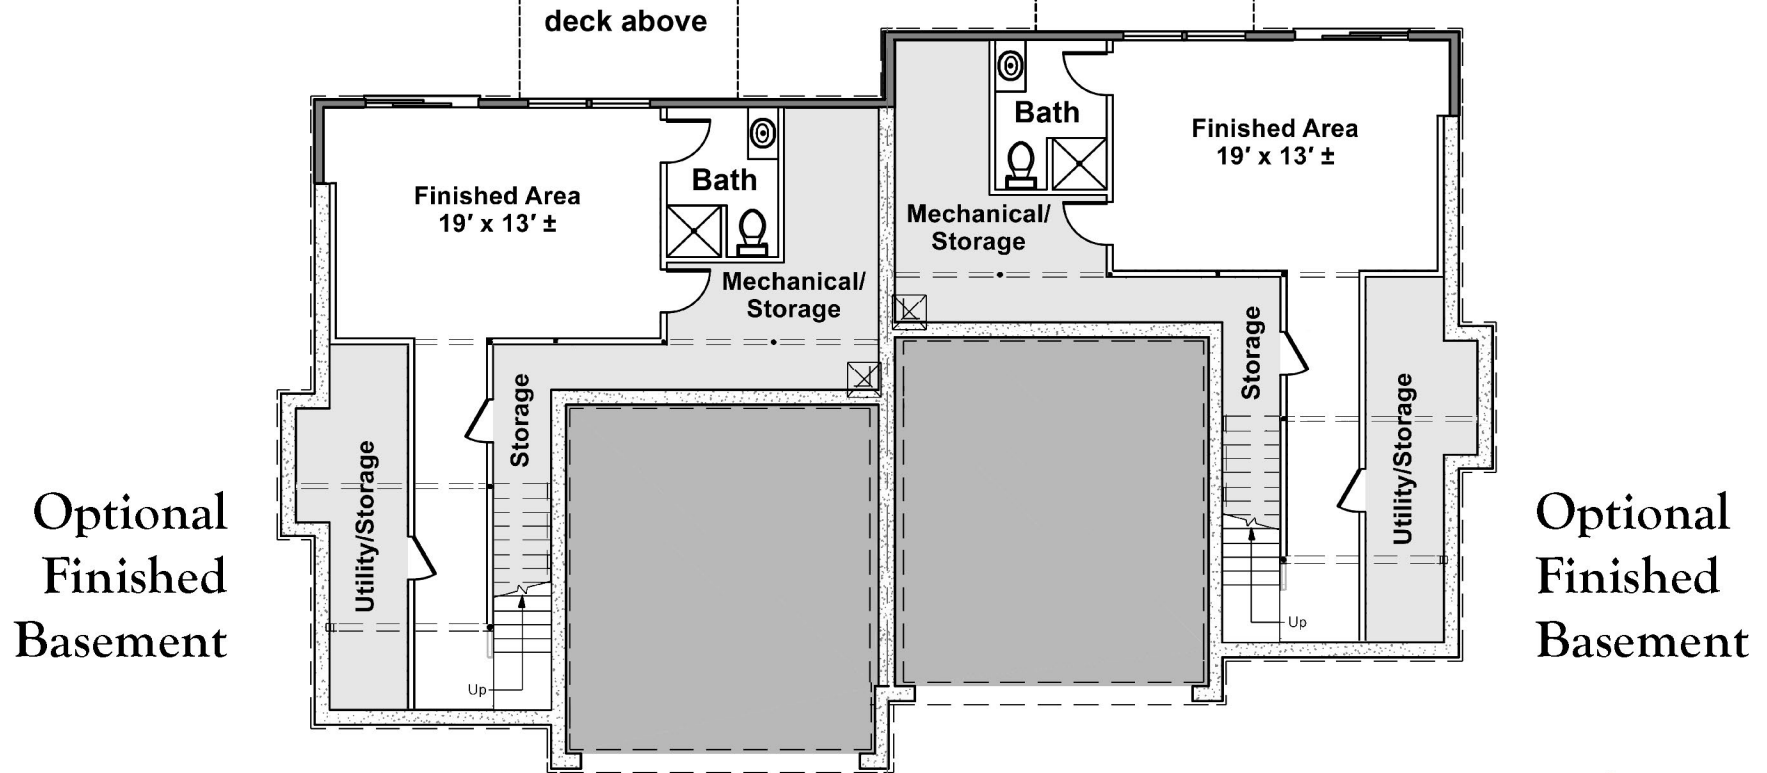 deck above
Bath
Finished Area
19′ x 13′ ±
Finished Area
19′ x 13′ ±
Bath
Mechanical/
Storage
Mechanical/
Storage
Storage
Storage
Utility/Storage
Utility/Storage
Optional
Finished
Basement
Optional
Finished
Basement
Up
Up